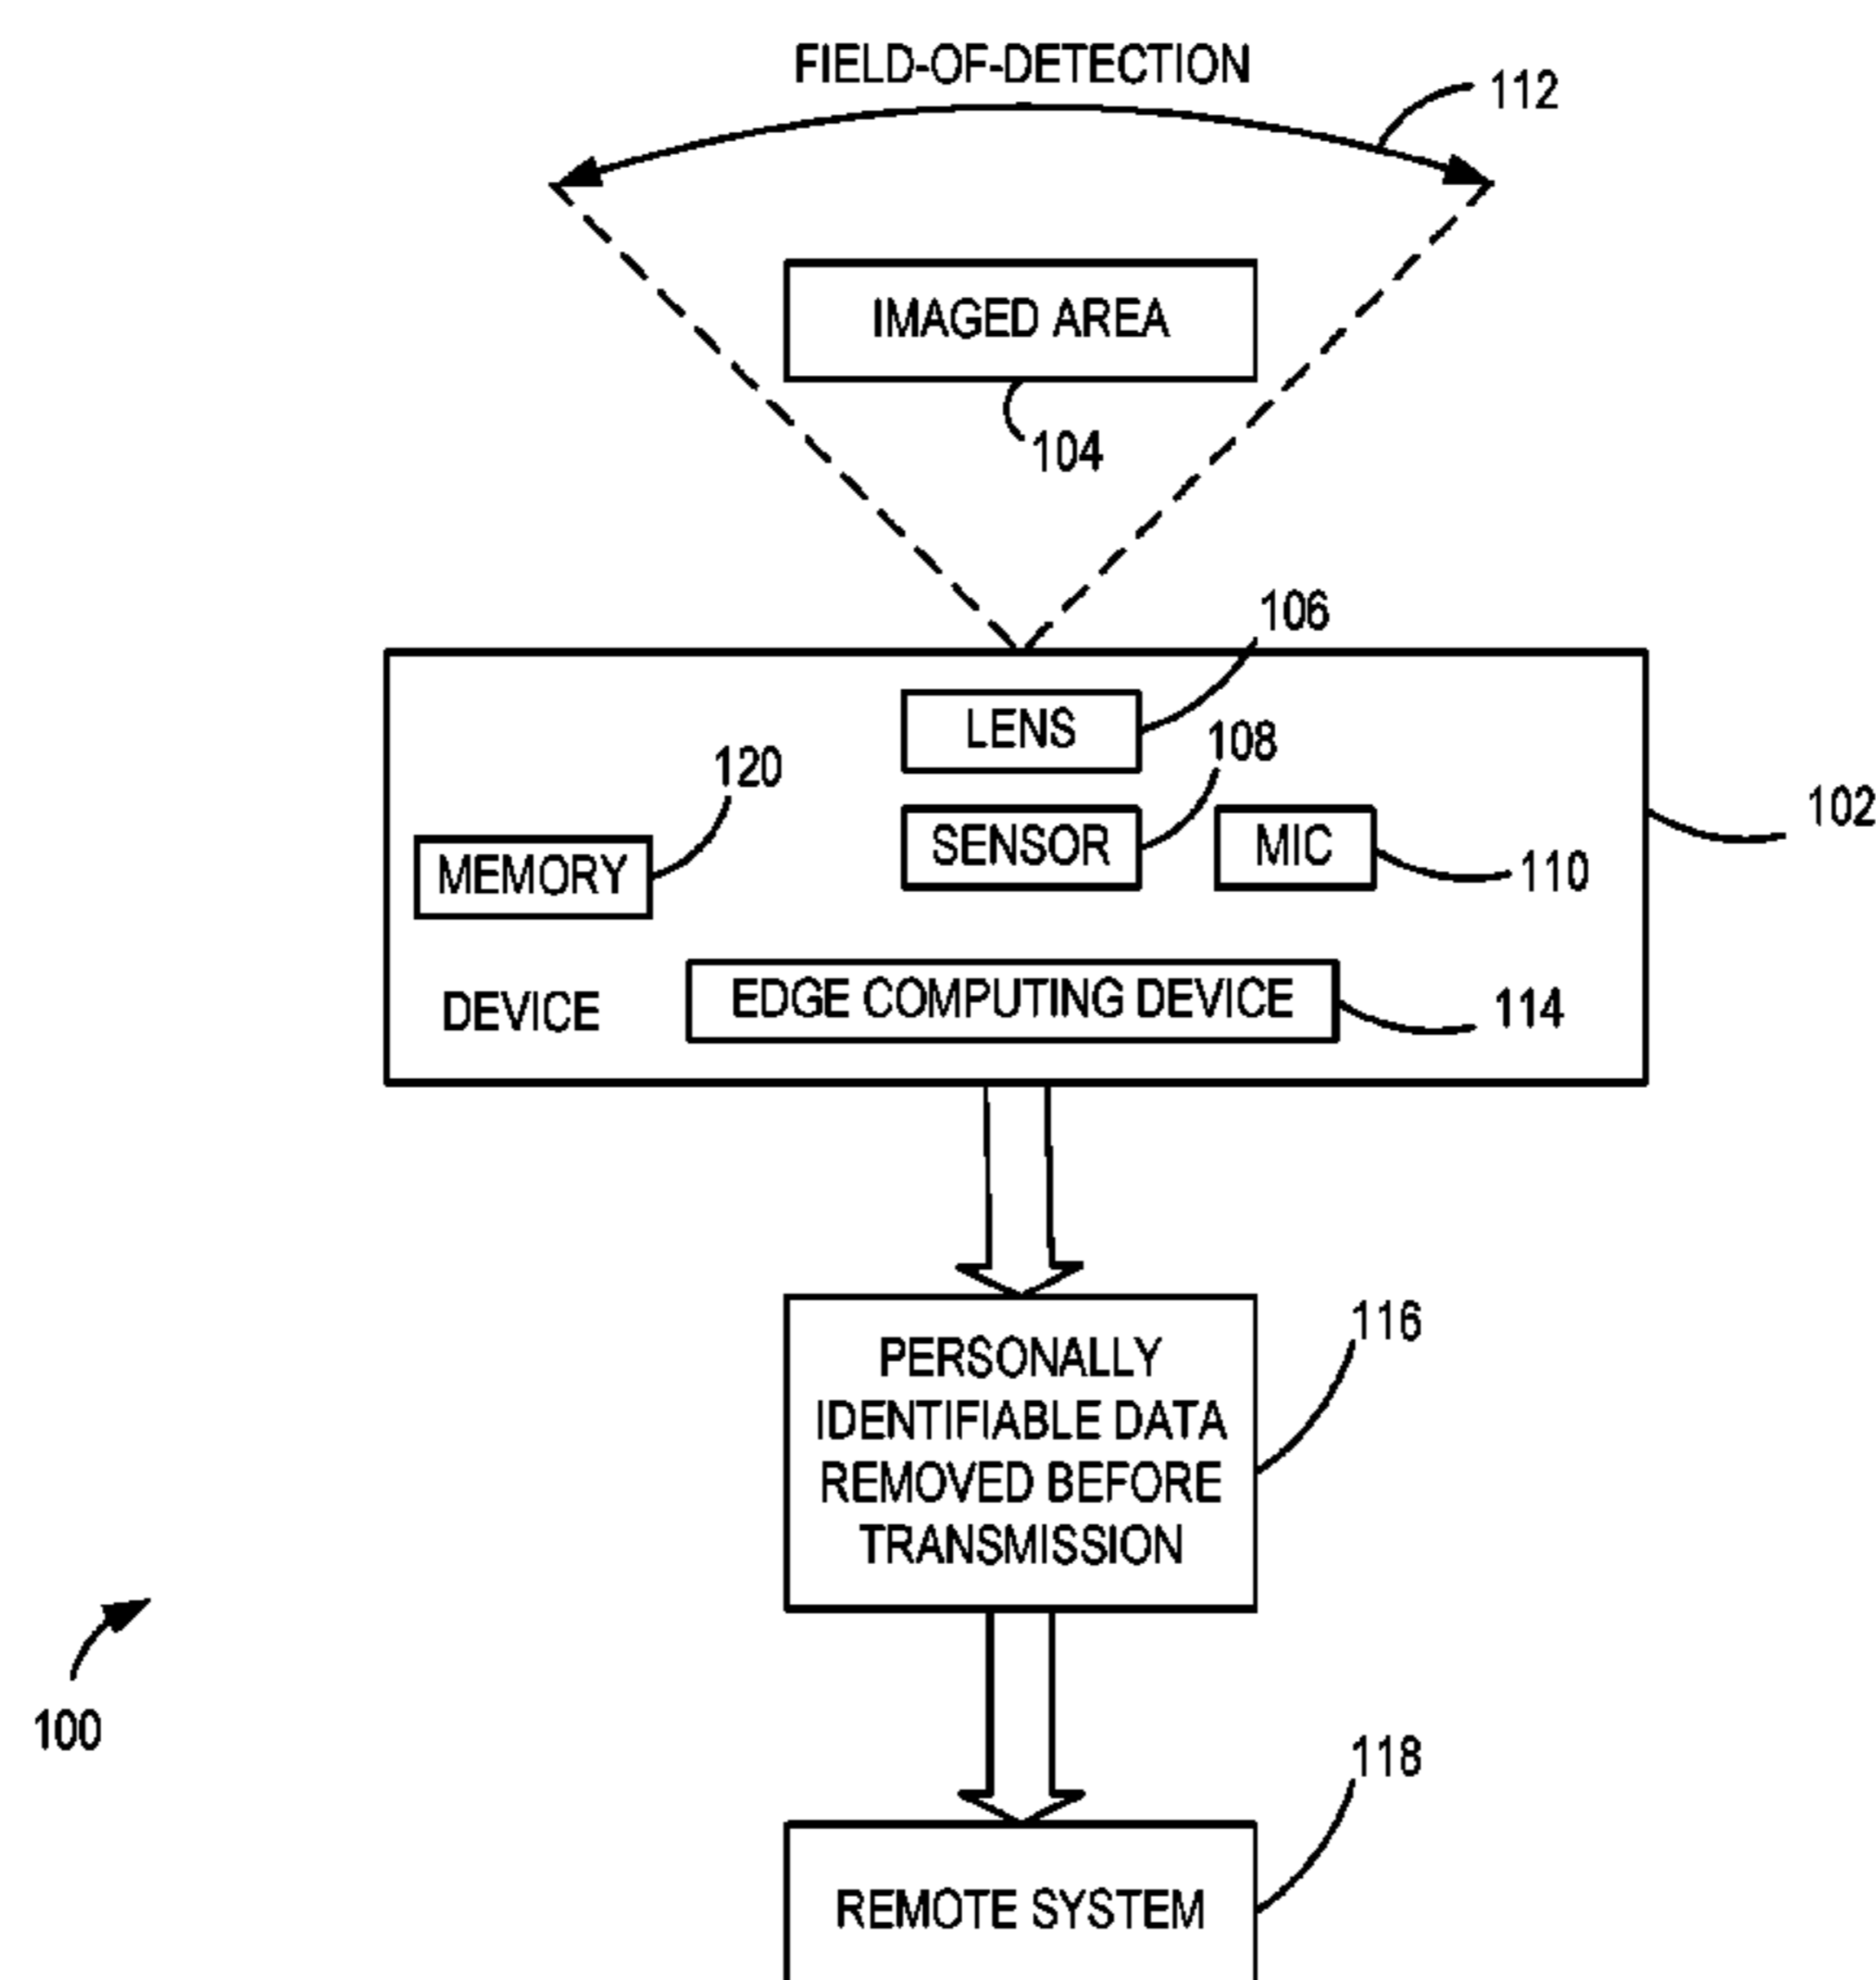 FIELD-OF-DETECTION
112
IMAGED AREA
104
106
LENS
108
120
SENSOR
MIC
102
MEMORY
110
EDGE COMPUTING DEVICE
DEVICE
114
116
PERSONALLY
IDENTIFIABLE DATA
REMOVED BEFORE
TRANSMISSION
100
118
REMOTE SYSTEM